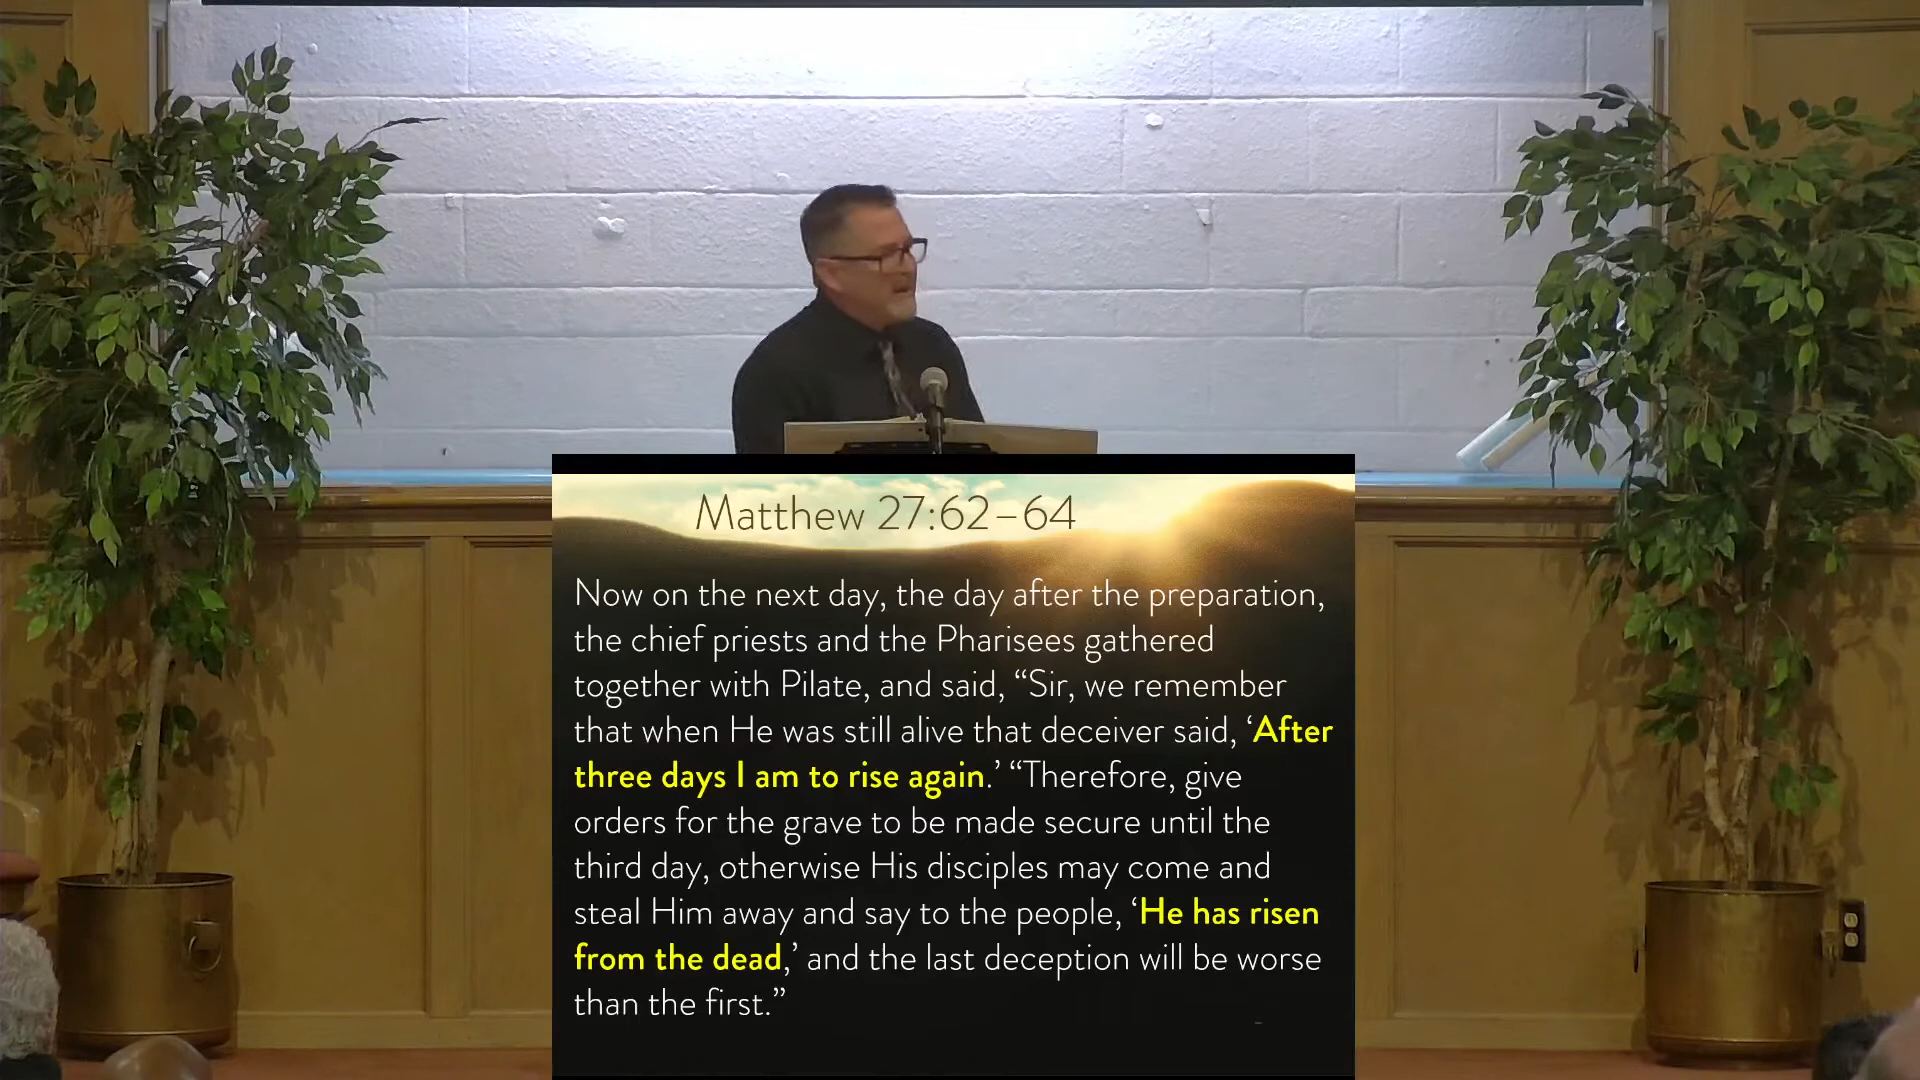 Matthew 27:62–64
Now on the next day, the day after the preparation,
the chief priests and the Pharisees gathered
together with Pilate, and said, “Sir, we remember
that when He was still alive that deceiver said, ‘After
three days I am to rise again.’ “Therefore, give
orders for the grave to be made secure until the
third day, otherwise His disciples may come and
steal Him away and say to the people, ‘He has risen
from the dead,’ and the last deception will be worse
than the first.”